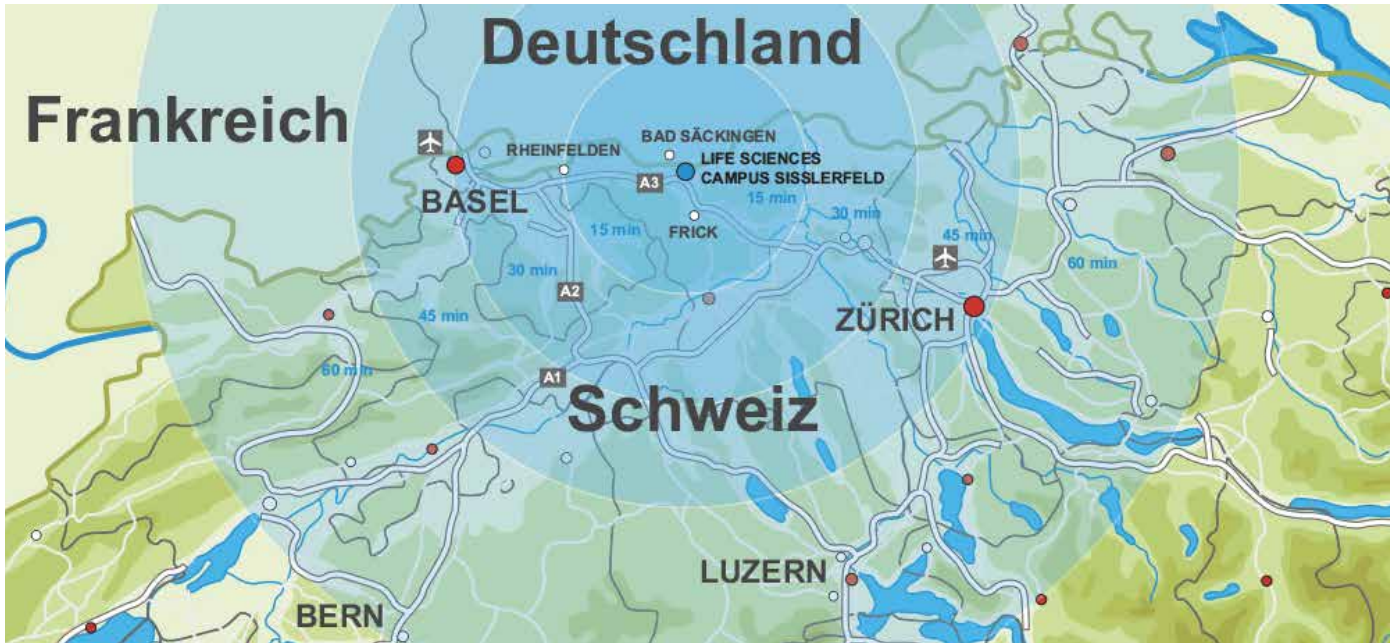 Deutschland
Frankreich
BAD SÄCKINGEN
RHEINFELDEN
LIFE SCIENCES
CAMPUS SISSLERFELD
A3
BASEL
15 min
30 min
15 min
FRICK
45 min
30 min
A2
60 min
45 min
ZÜRICH
60 min
A1
Schweiz
LUZERN
BERN